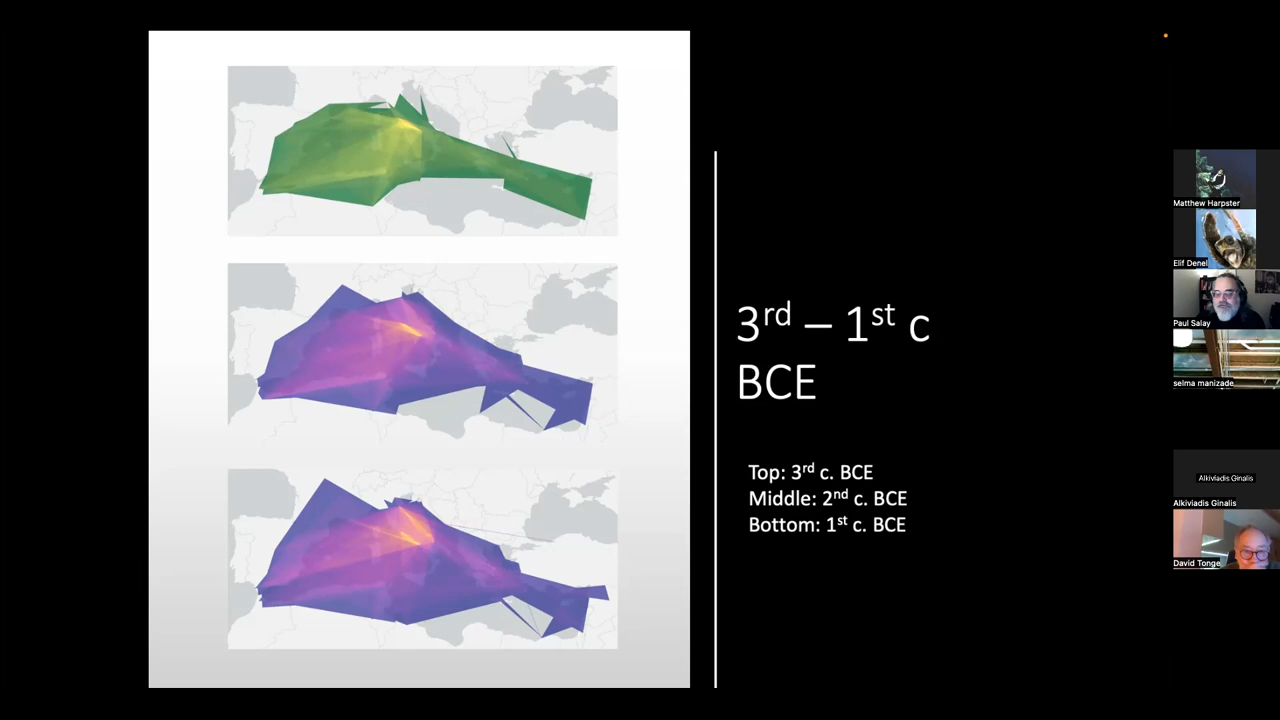 3rd – 1st c
BCE
Top: 3rd c. BCE
Middle: 2nd c. BCE
Bottom: 1st c. BCE
Matthew Harpster
Elif Denel
Paul Salay
selma manizade
Alkiviadis Ginalis
Alkiviadis Ginalis
David Tonge